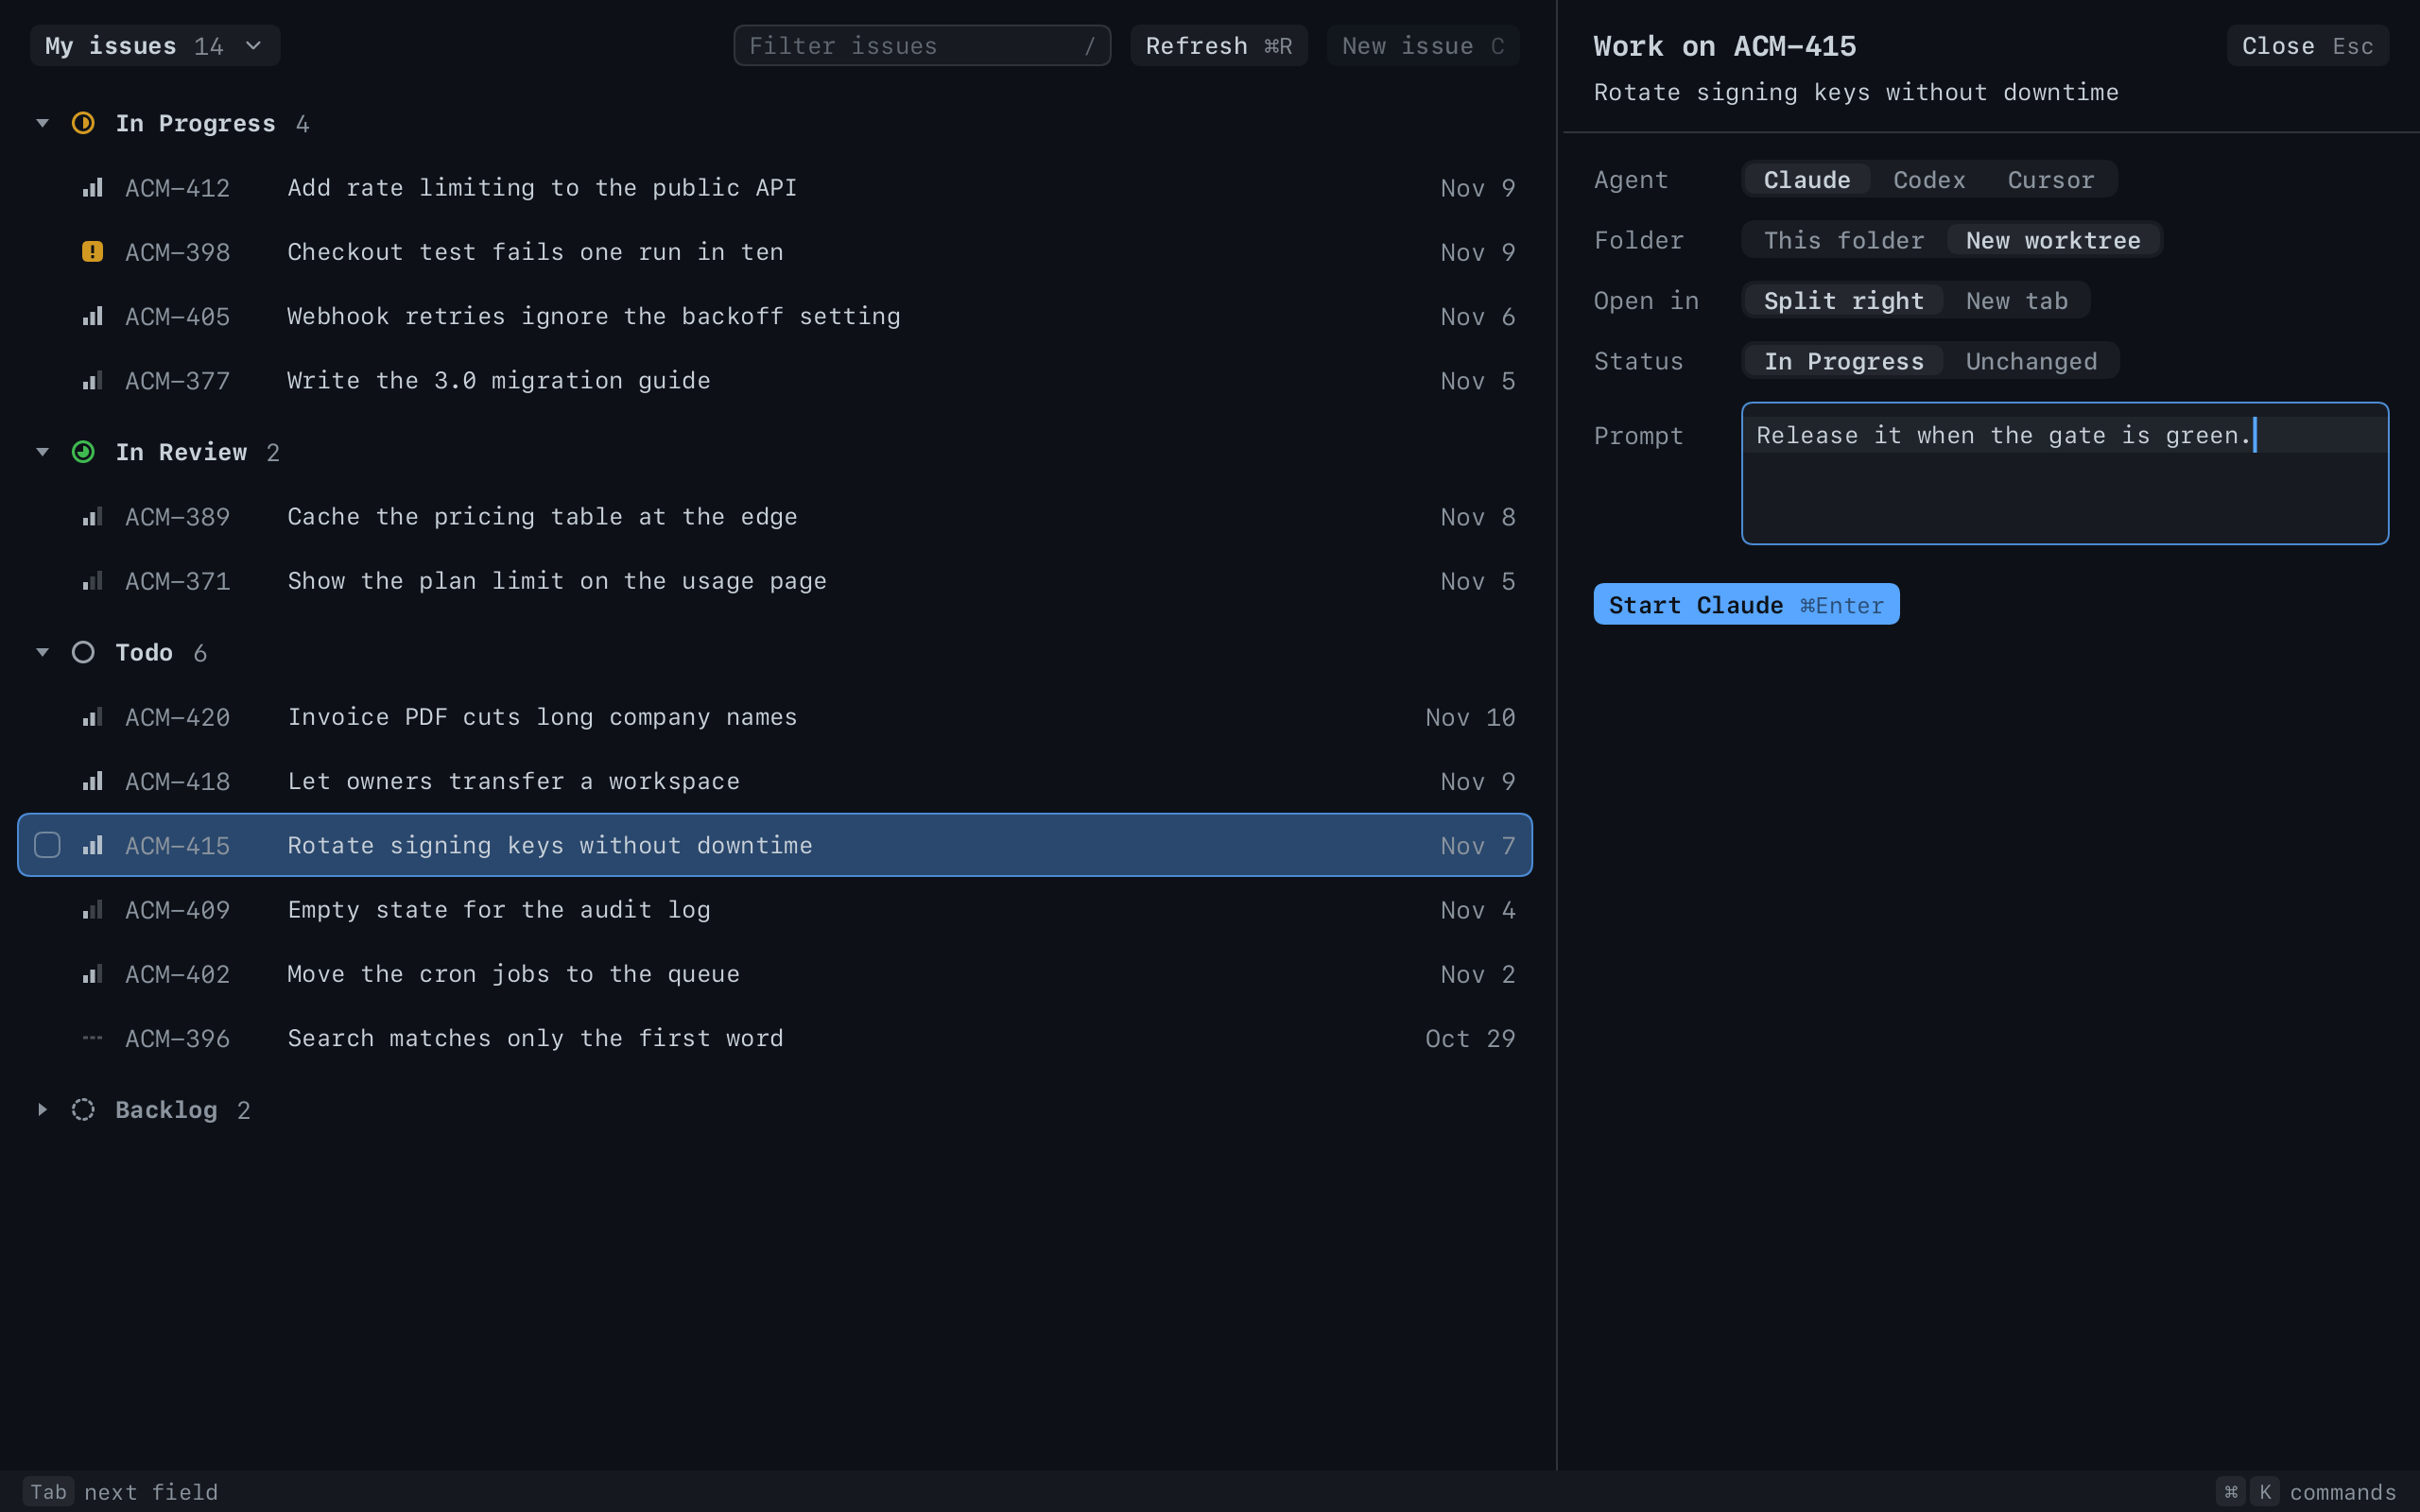 My issues 14
Filter issues /
Refresh ⌘R
New issue C
In Progress 4
ACM-412 Add rate limiting to the public API Nov 9
ACM-398 Checkout test fails one run in ten Nov 9
ACM-405 Webhook retries ignore the backoff setting Nov 6
ACM-377 Write the 3.0 migration guide Nov 5
In Review 2
ACM-389 Cache the pricing table at the edge Nov 8
ACM-371 Show the plan limit on the usage page Nov 5
Todo 6
ACM-420 Invoice PDF cuts long company names Nov 10
ACM-418 Let owners transfer a workspace Nov 9
ACM-415 Rotate signing keys without downtime Nov 7
ACM-409 Empty state for the audit log Nov 4
ACM-402 Move the cron jobs to the queue Nov 2
ACM-396 Search matches only the first word Oct 29
Backlog 2
Work on ACM-415
Close Esc
Rotate signing keys without downtime
Agent Claude Codex Cursor
Folder This folder New worktree
Open in Split right New tab
Status In Progress Unchanged
Prompt Release it when the gate is green.
Start Claude ⌘Enter
Tab next field
⌘ K commands